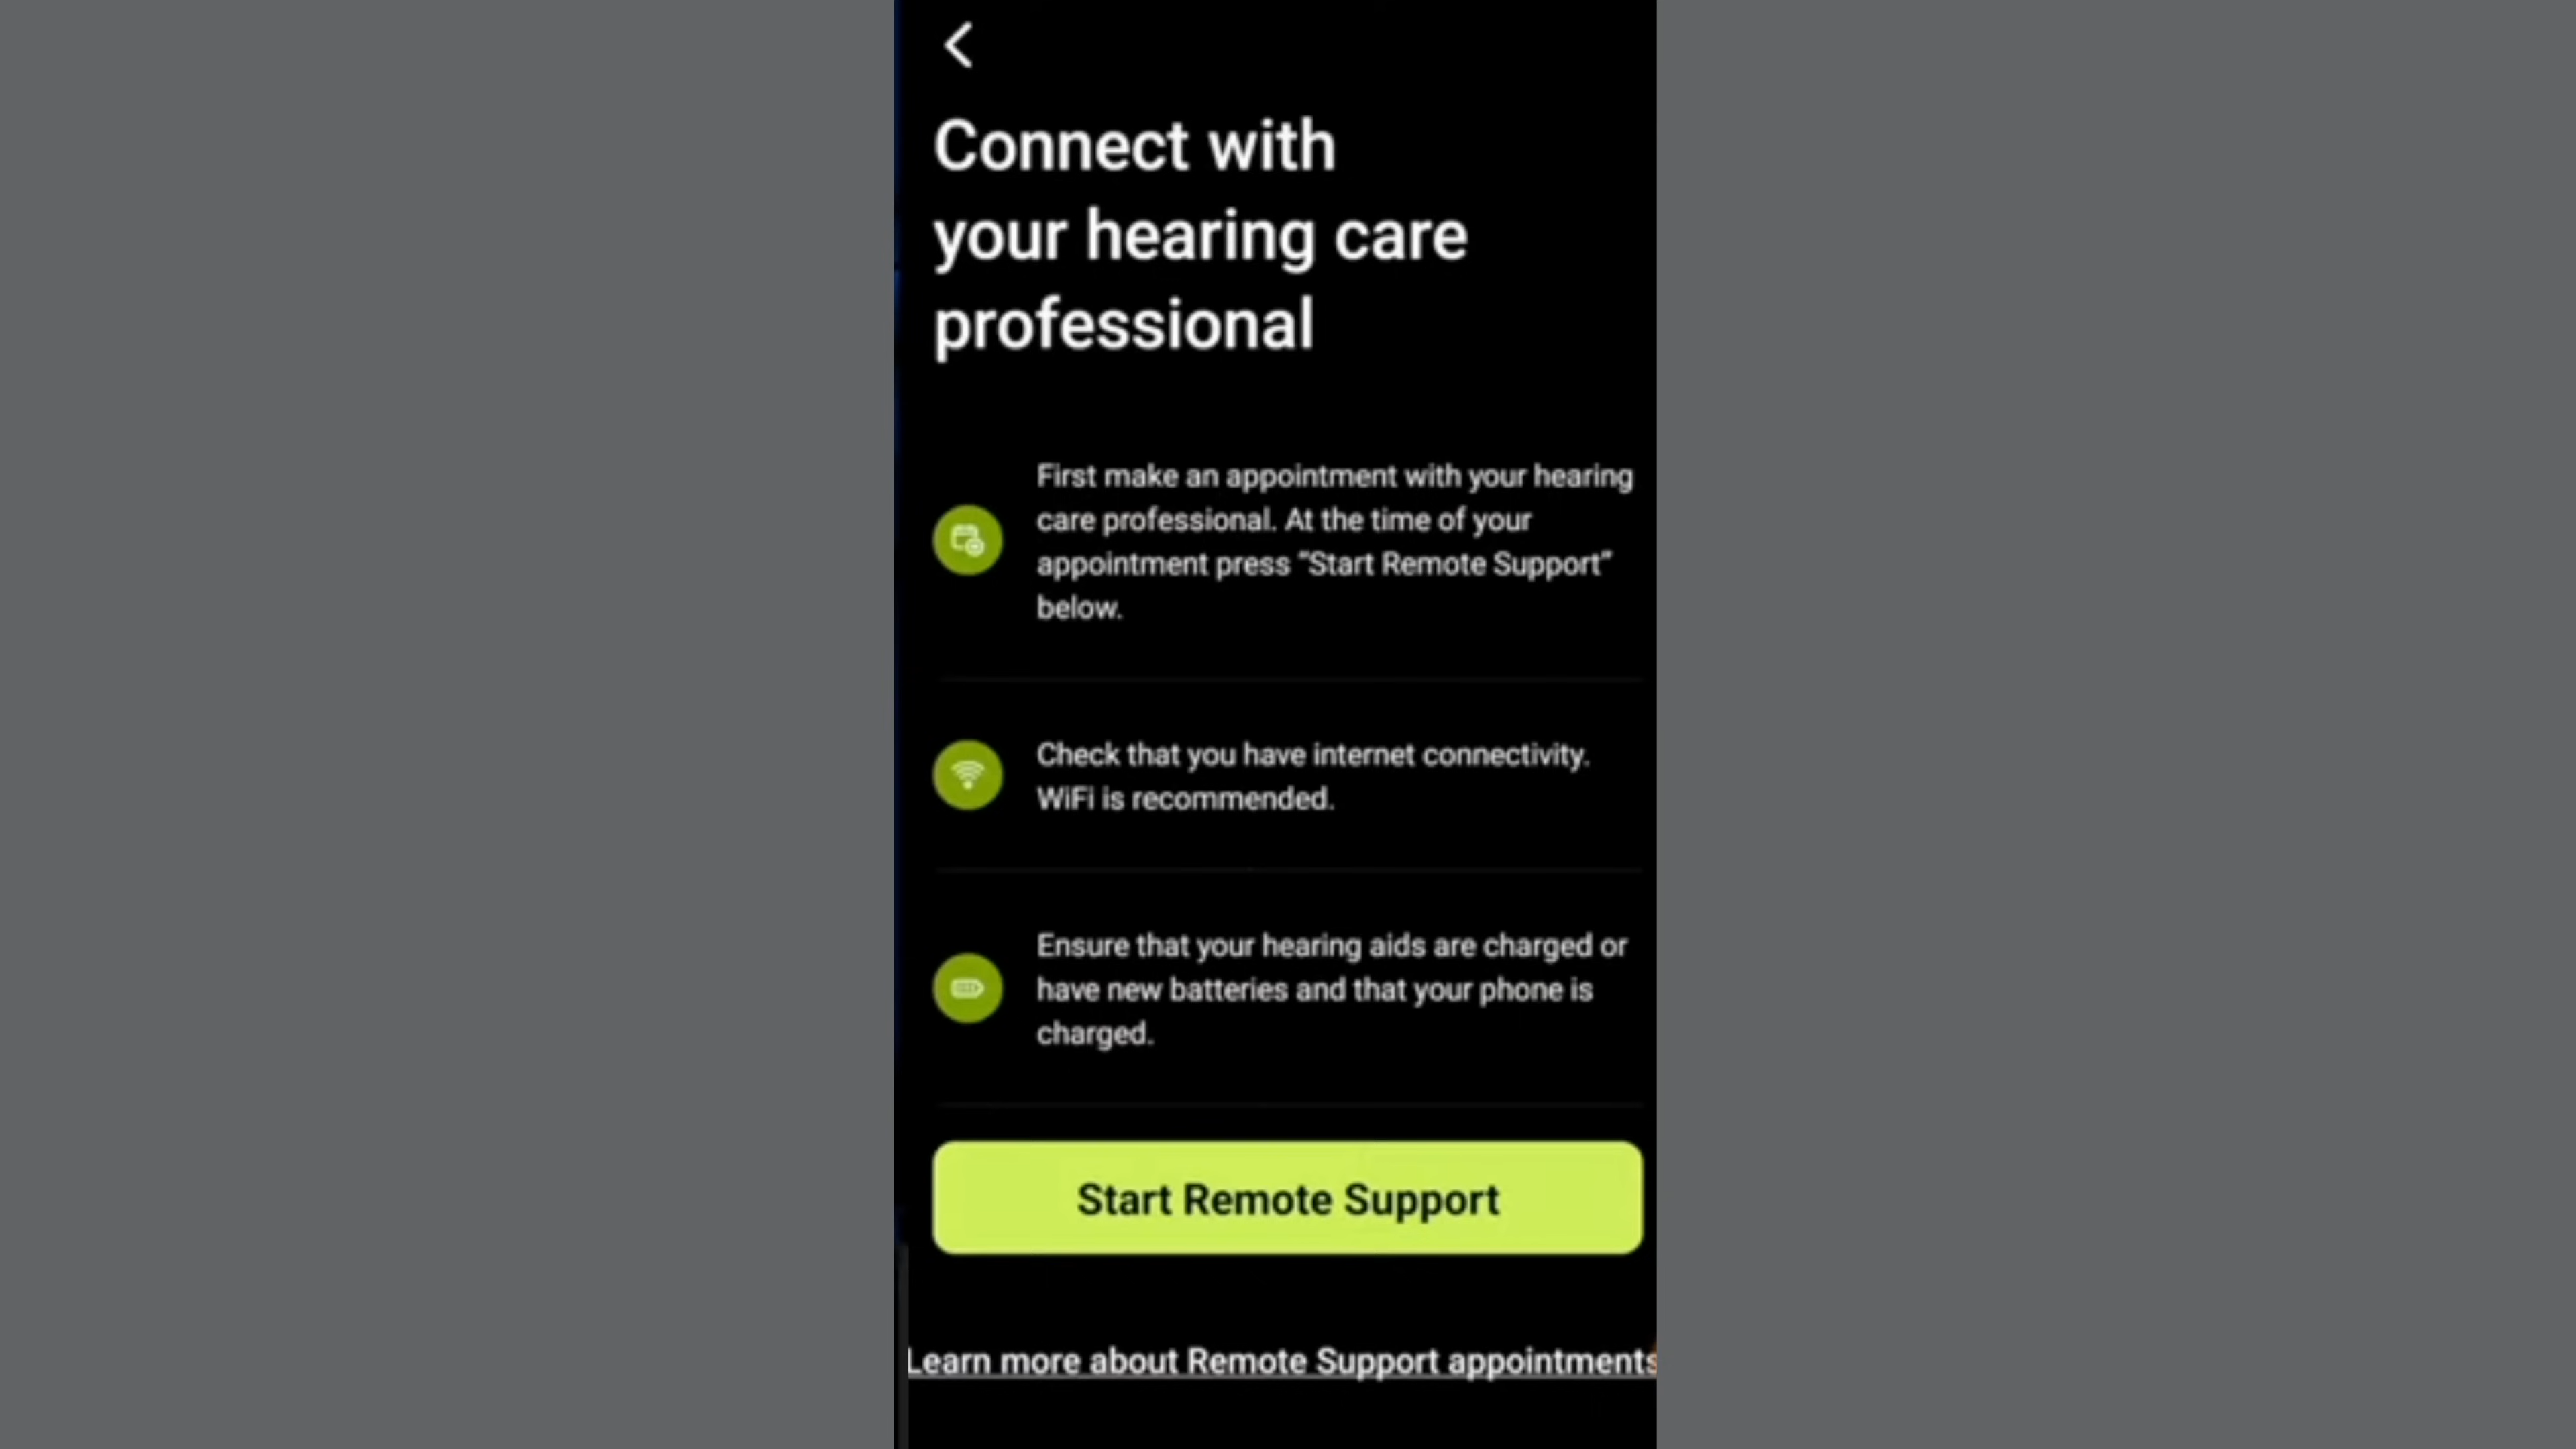 Connect with
your hearing care
professional
First make an appointment with your hearing
care professional. At the time of your
appointment press “Start Remote Support”
below.
Check that you have internet connectivity.
WiFi is recommended.
Ensure that your hearing aids are charged or
have new batteries and that your phone is
charged.
Start Remote Support
Learn more about Remote Support appointments